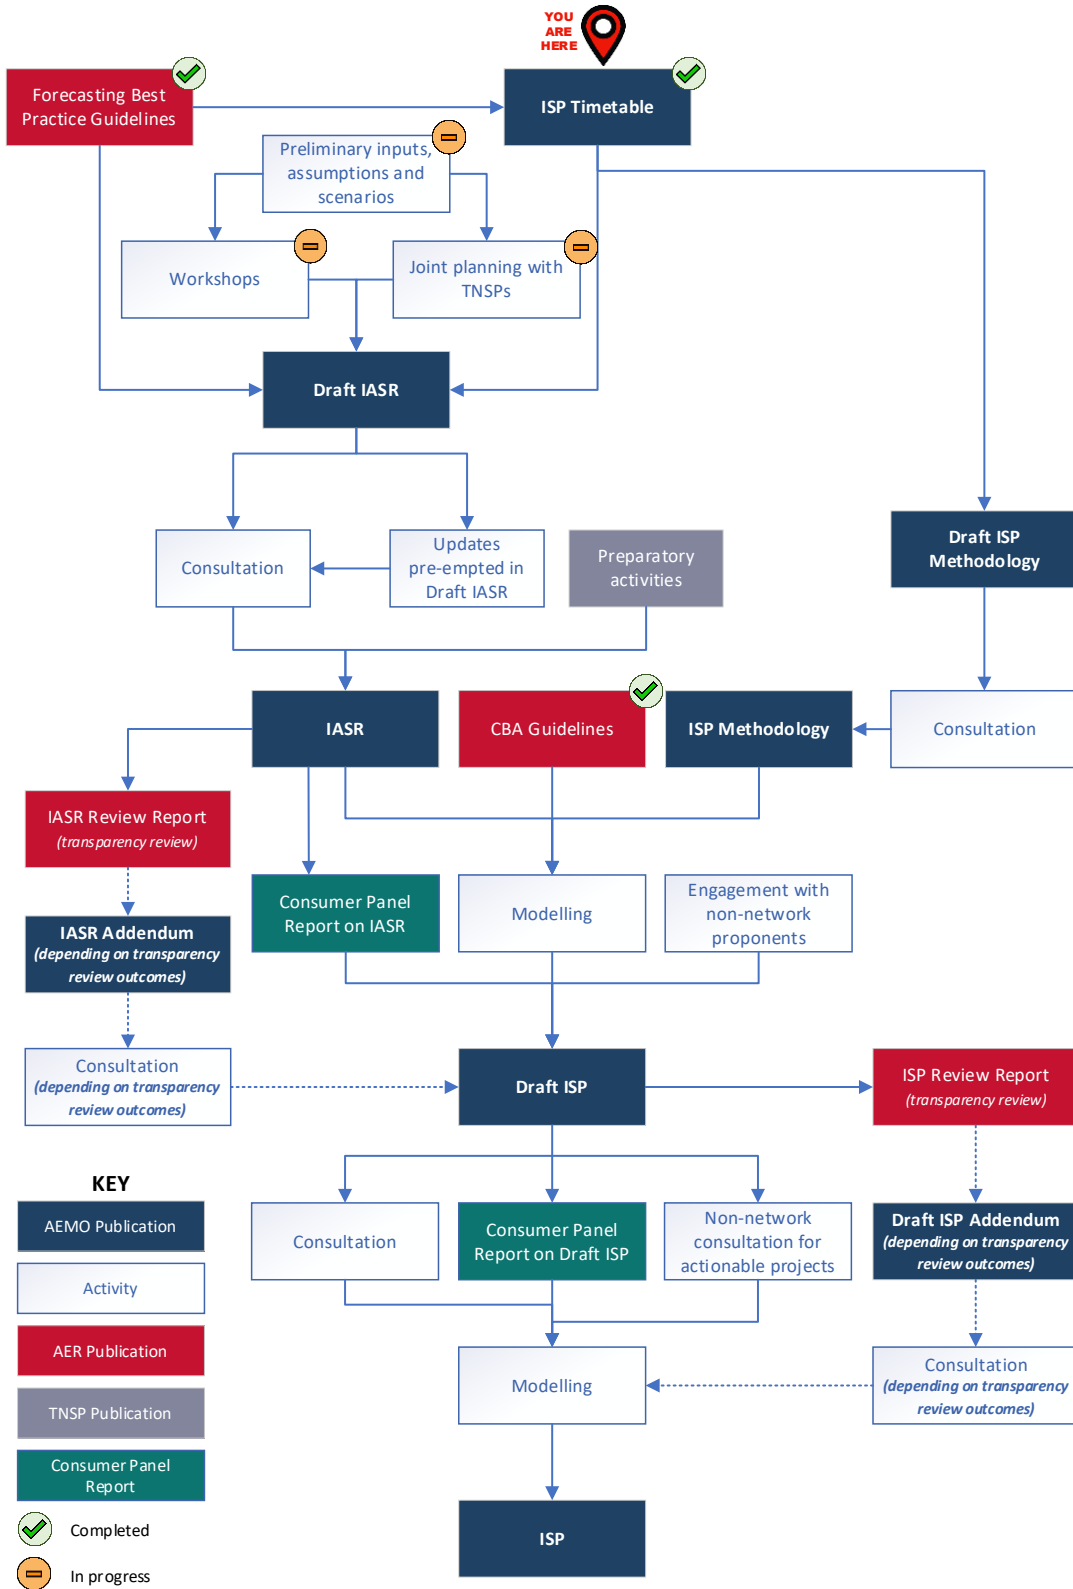 YOU
ARE
HERE
Forecasting Best
Practice Guidelines
ISP Timetable
Preliminary inputs,
assumptions and
scenarios
Workshops
Joint planning with
TNSPs
Draft IASR
Consultation
Updates
pre-empted in
Draft IASR
Preparatory
activities
Draft ISP
Methodology
IASR
CBA Guidelines
ISP Methodology
Consultation
IASR Review Report
(transparency review)
Consumer Panel
Report on IASR
Modelling
Engagement with
non-network
proponents
IASR Addendum
(depending on transparency
review outcomes)
Consultation
(depending on transparency
review outcomes)
Draft ISP
ISP Review Report
(transparency review)
Consultation
Consumer Panel
Report on Draft ISP
Non-network
consultation for
actionable projects
Draft ISP Addendum
(depending on transparency
review outcomes)
Modelling
Consultation
(depending on transparency
review outcomes)
ISP
KEY
AEMO Publication
Activity
AER Publication
TNSP Publication
Consumer Panel
Report
Completed
In progress